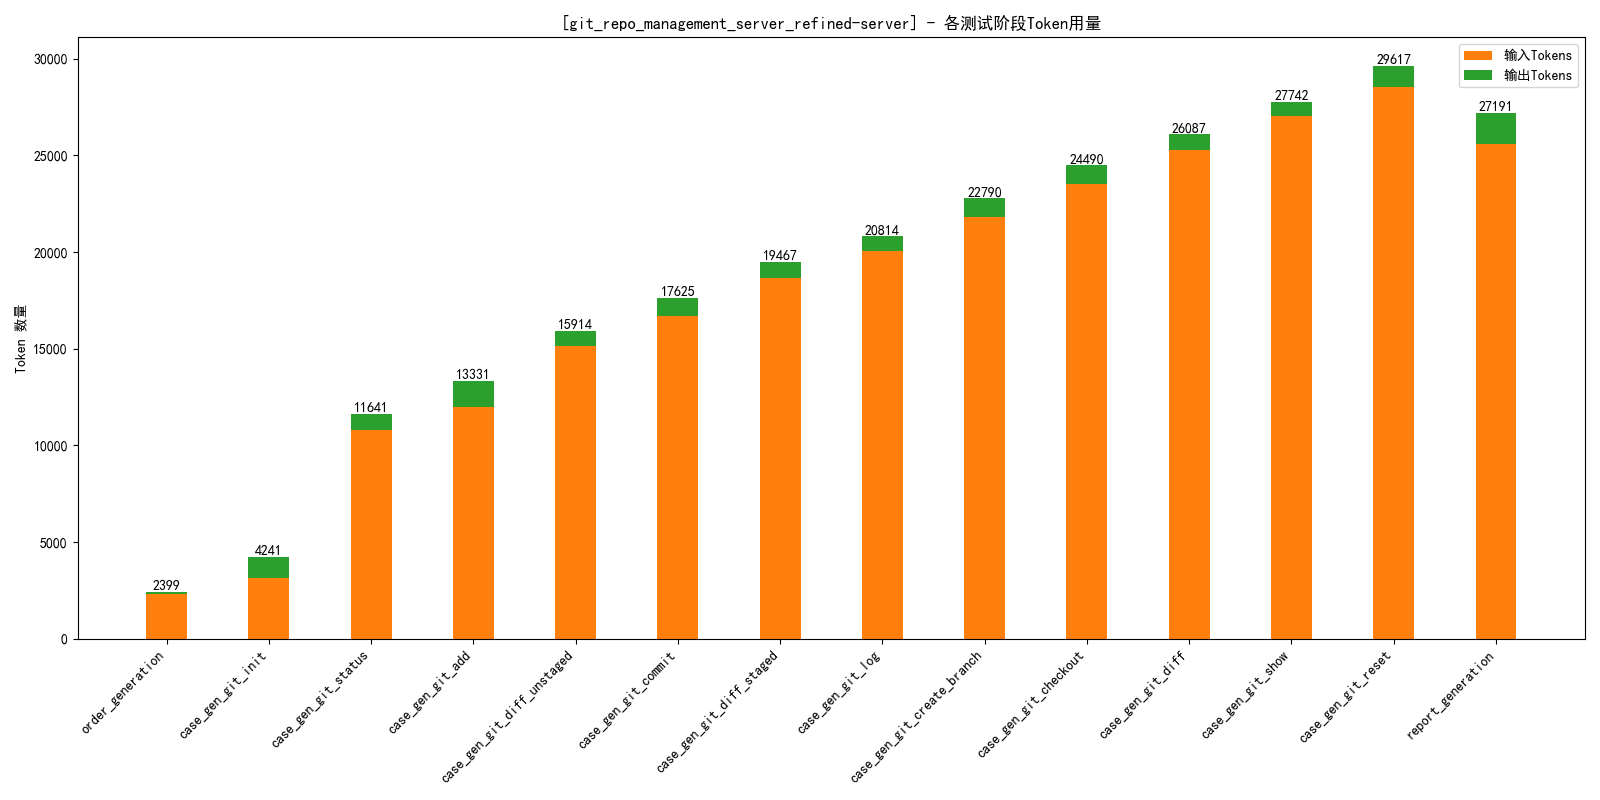 [git_repo_management_server_refined-server] - 各测试阶段Token用量
输入Tokens
输出Tokens
Token 数量
30000
25000
20000
15000
10000
5000
0
2399
4241
11641
13331
15914
17625
19467
20814
22790
24490
26087
27742
29617
27191
order_generation
case_gen_git_init
case_gen_git_status
case_gen_git_add
case_gen_git_diff_unstaged
case_gen_git_commit
case_gen_git_diff_staged
case_gen_git_log
case_gen_git_create_branch
case_gen_git_checkout
case_gen_git_diff
case_gen_git_show
case_gen_git_reset
report_generation